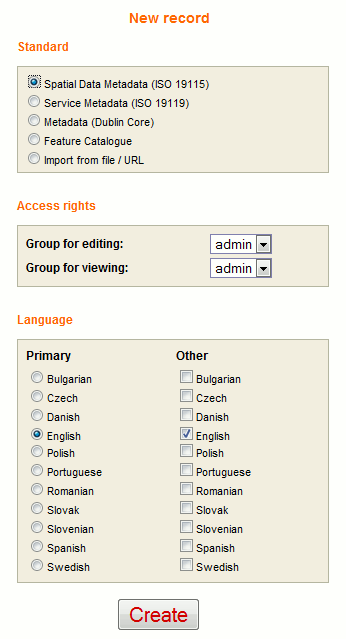 New record
Standard
Spatial Data Metadata (ISO 19115)
Service Metadata (ISO 19119)
Metadata (Dublin Core)
Feature Catalogue
Import from file / URL
Access rights
Group for editing: admin
Group for viewing: admin
Language
Primary Other
Bulgarian Bulgarian
Czech Czech
Danish Danish
English English
Polish Polish
Portuguese Portuguese
Romanian Romanian
Slovak Slovak
Slovenian Slovenian
Spanish Spanish
Swedish Swedish
Create